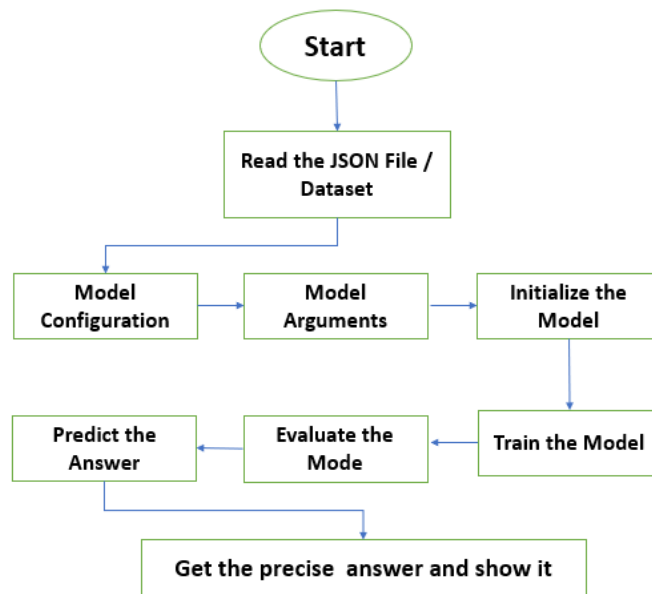 Start
Read the JSON File /
Dataset
Model
Configuration
Model
Arguments
Initialize the
Model
Predict the
Answer
Evaluate the
Mode
Train the Model
Get the precise  answer and show it